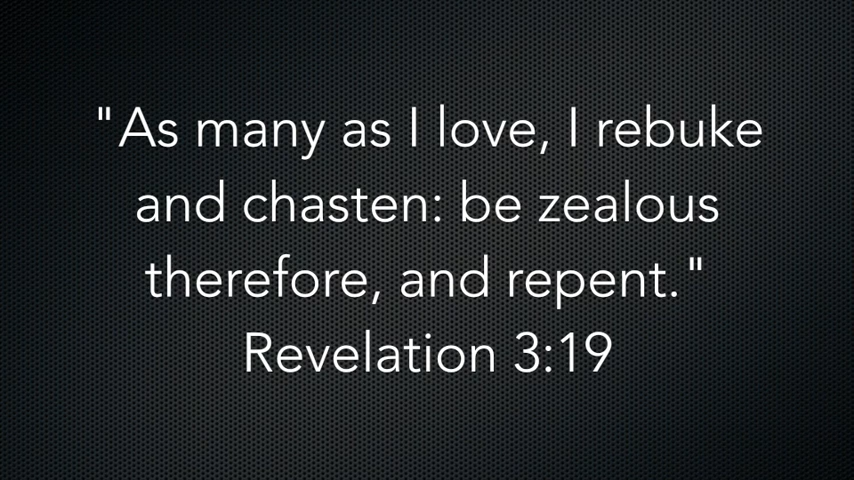 "As many as I love, I rebuke
and chasten: be zealous
therefore, and repent."
Revelation 3:19